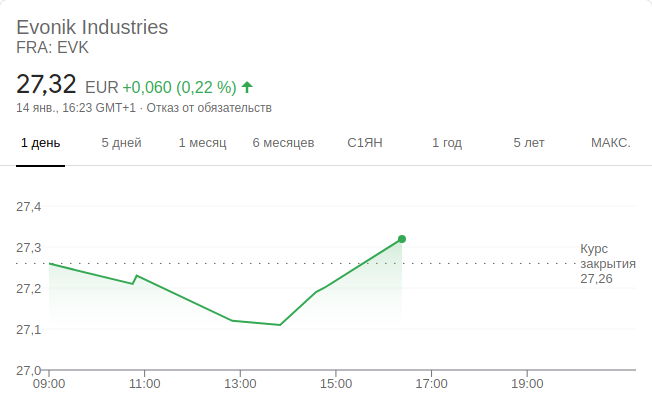 Evonik Industries
FRA: EVK
27,32 EUR +0,060 (0,22 %)
14 янв., 16:23 GMT+1 · Отказ от обязательств
1 день 5 дней 1 месяц 6 месяцев С1ЯН 1 год 5 лет МАКС.
27,4
27,3
27,2
27,1
27,0
Курс
закрытия
27,26
09:00 11:00 13:00 15:00 17:00 19:00